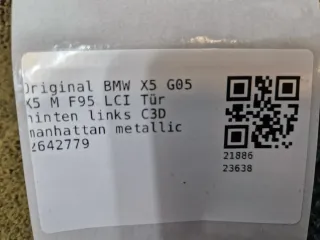 Original BMW X5 G05
X5 M F95 LCI Tür
hinten links C3D
manhattan metallic
2642779
21886
23638